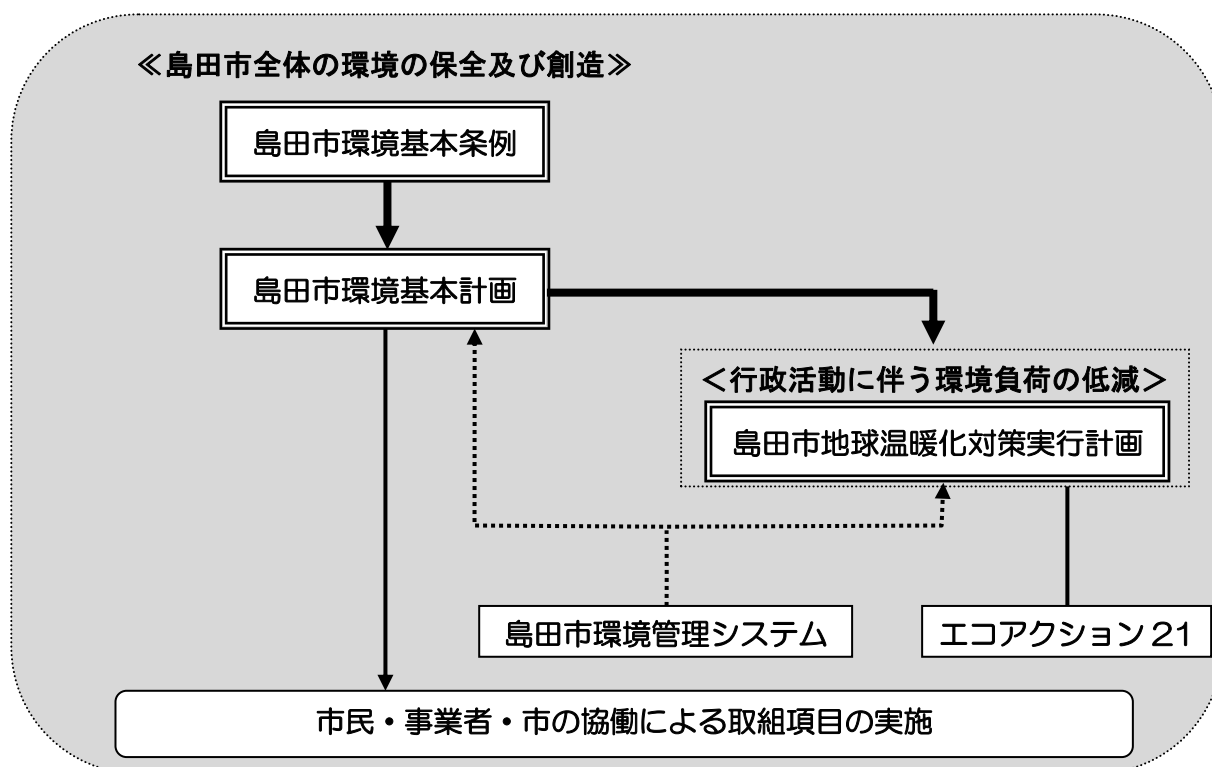 ≪島田市全体の環境の保全及び創造≫
島田市環境基本条例
島田市環境基本計画
＜行政活動に伴う環境負荷の低減＞
島田市地球温暖化対策実行計画
島田市環境管理システム
エコアクション21
市民・事業者・市の協働による取組項目の実施